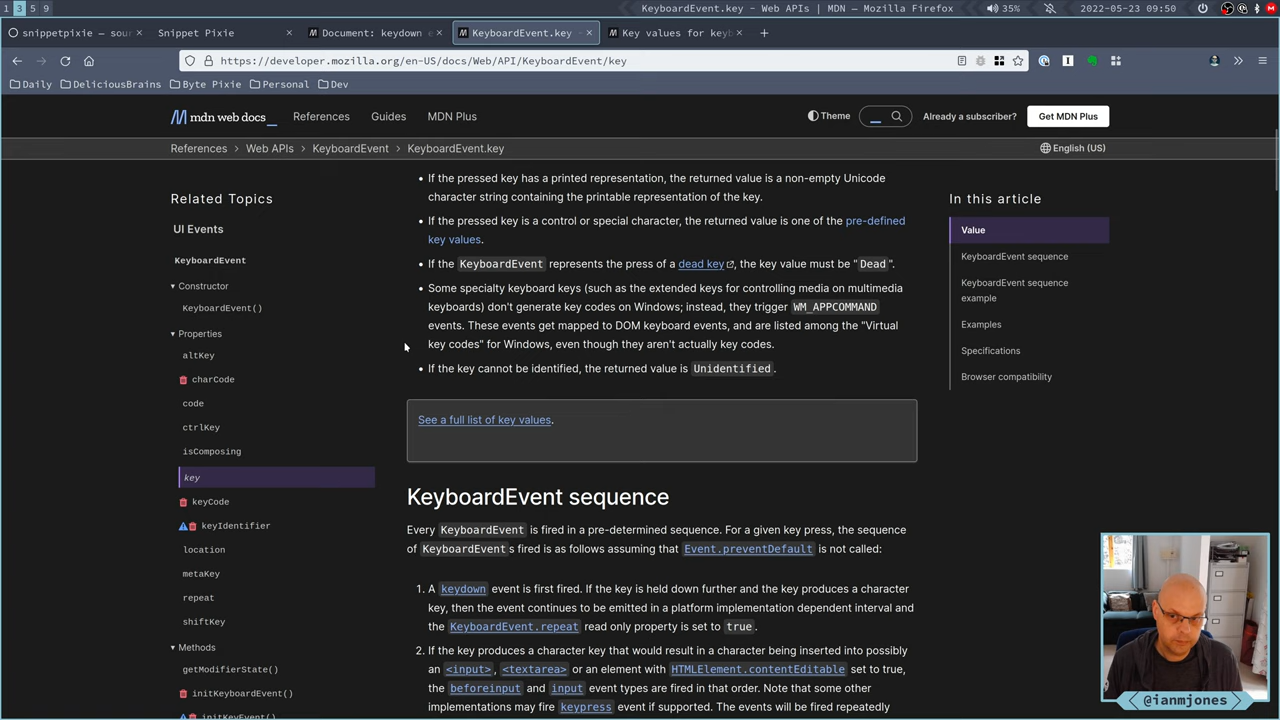 1 3 5 9
KeyboardEvent.key - Web APIs | MDN — Mozilla Firefox
35%
2022-05-23 09:50
snippetpixie — sour
Snippet Pixie
Document: keydown e
KeyboardEvent.key -
Key values for keyb
https://developer.mozilla.org/en-US/docs/Web/API/KeyboardEvent/key
Daily
DeliciousBrains
Byte Pixie
Personal
Dev
mdn web docs_
References
Guides
MDN Plus
Theme
Already a subscriber?
Get MDN Plus
References > Web APIs > KeyboardEvent > KeyboardEvent.key
English (US)
Related Topics
UI Events
KeyboardEvent
Constructor
KeyboardEvent()
Properties
altKey
charCode
code
ctrlKey
isComposing
key
keyCode
keyIdentifier
location
metaKey
repeat
shiftKey
Methods
getModifierState()
initKeyboardEvent()
initKeyEvent()
• If the pressed key has a printed representation, the returned value is a non-empty Unicode
character string containing the printable representation of the key.
• If the pressed key is a control or special character, the returned value is one of the pre-defined
key values.
• If the KeyboardEvent represents the press of a dead key, the key value must be "Dead".
• Some specialty keyboard keys (such as the extended keys for controlling media on multimedia
keyboards) don't generate key codes on Windows; instead, they trigger WM_APPCOMMAND
events. These events get mapped to DOM keyboard events, and are listed among the "Virtual
key codes" for Windows, even though they aren't actually key codes.
• If the key cannot be identified, the returned value is Unidentified.
See a full list of key values.
KeyboardEvent sequence
Every KeyboardEvent is fired in a pre-determined sequence. For a given key press, the sequence
of KeyboardEvents fired is as follows assuming that Event.preventDefault is not called:
1. A keydown event is first fired. If the key is held down further and the key produces a character
key, then the event continues to be emitted in a platform implementation dependent interval and
the KeyboardEvent.repeat read only property is set to true.
2. If the key produces a character key that would result in a character being inserted into possibly
an <input>, <textarea> or an element with HTMLElement.contentEditable set to true,
the beforeinput and input event types are fired in that order. Note that some other
implementations may fire keypress event if supported. The events will be fired repeatedly
In this article
Value
KeyboardEvent sequence
KeyboardEvent sequence
example
Examples
Specifications
Browser compatibility
@ianmjones